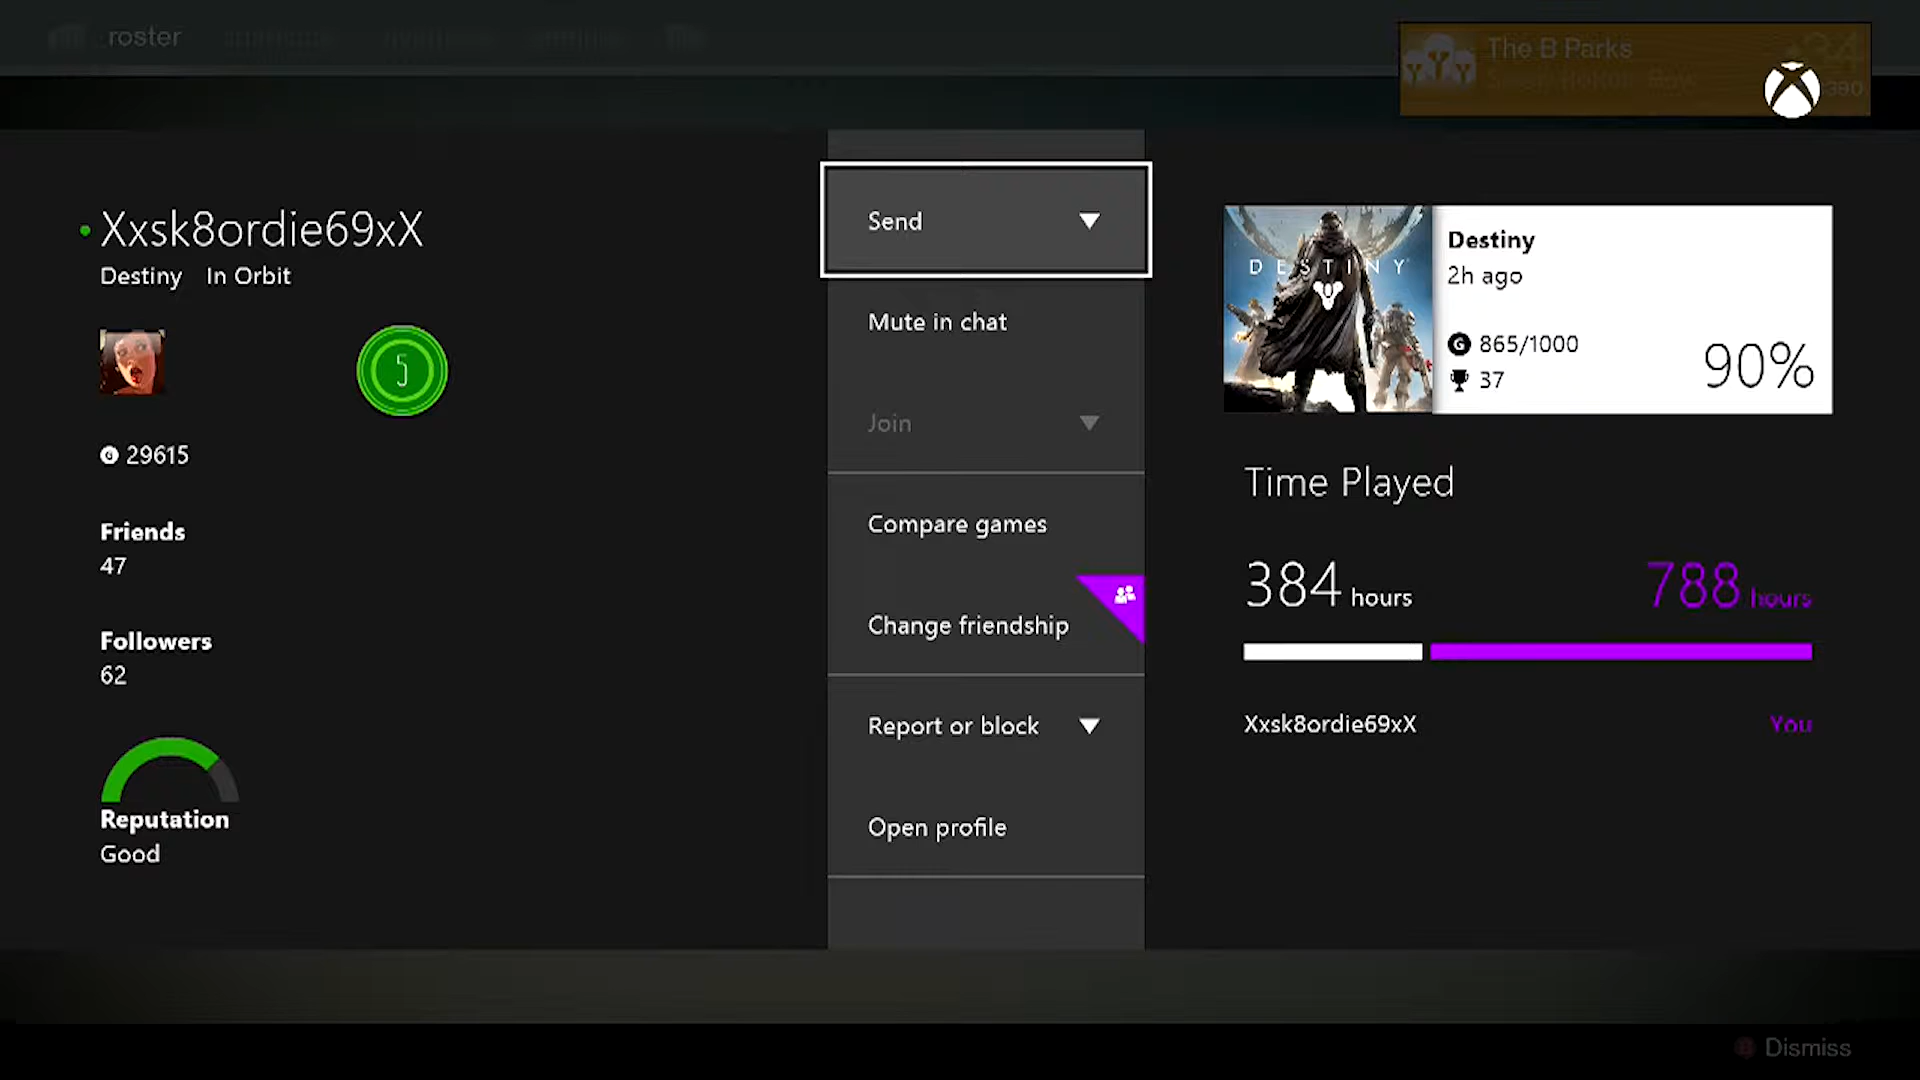 roster
The B Parks
Xxsk8ordie69xX
Destiny In Orbit
5
29615
Friends
47
Followers
62
Reputation
Good
Send
Mute in chat
Join
Compare games
Change friendship
Report or block
Open profile
DESTINY
Destiny
2h ago
G 865/1000
37
90%
Time Played
384 hours
788 hours
Xxsk8ordie69xX
You
B Dismiss